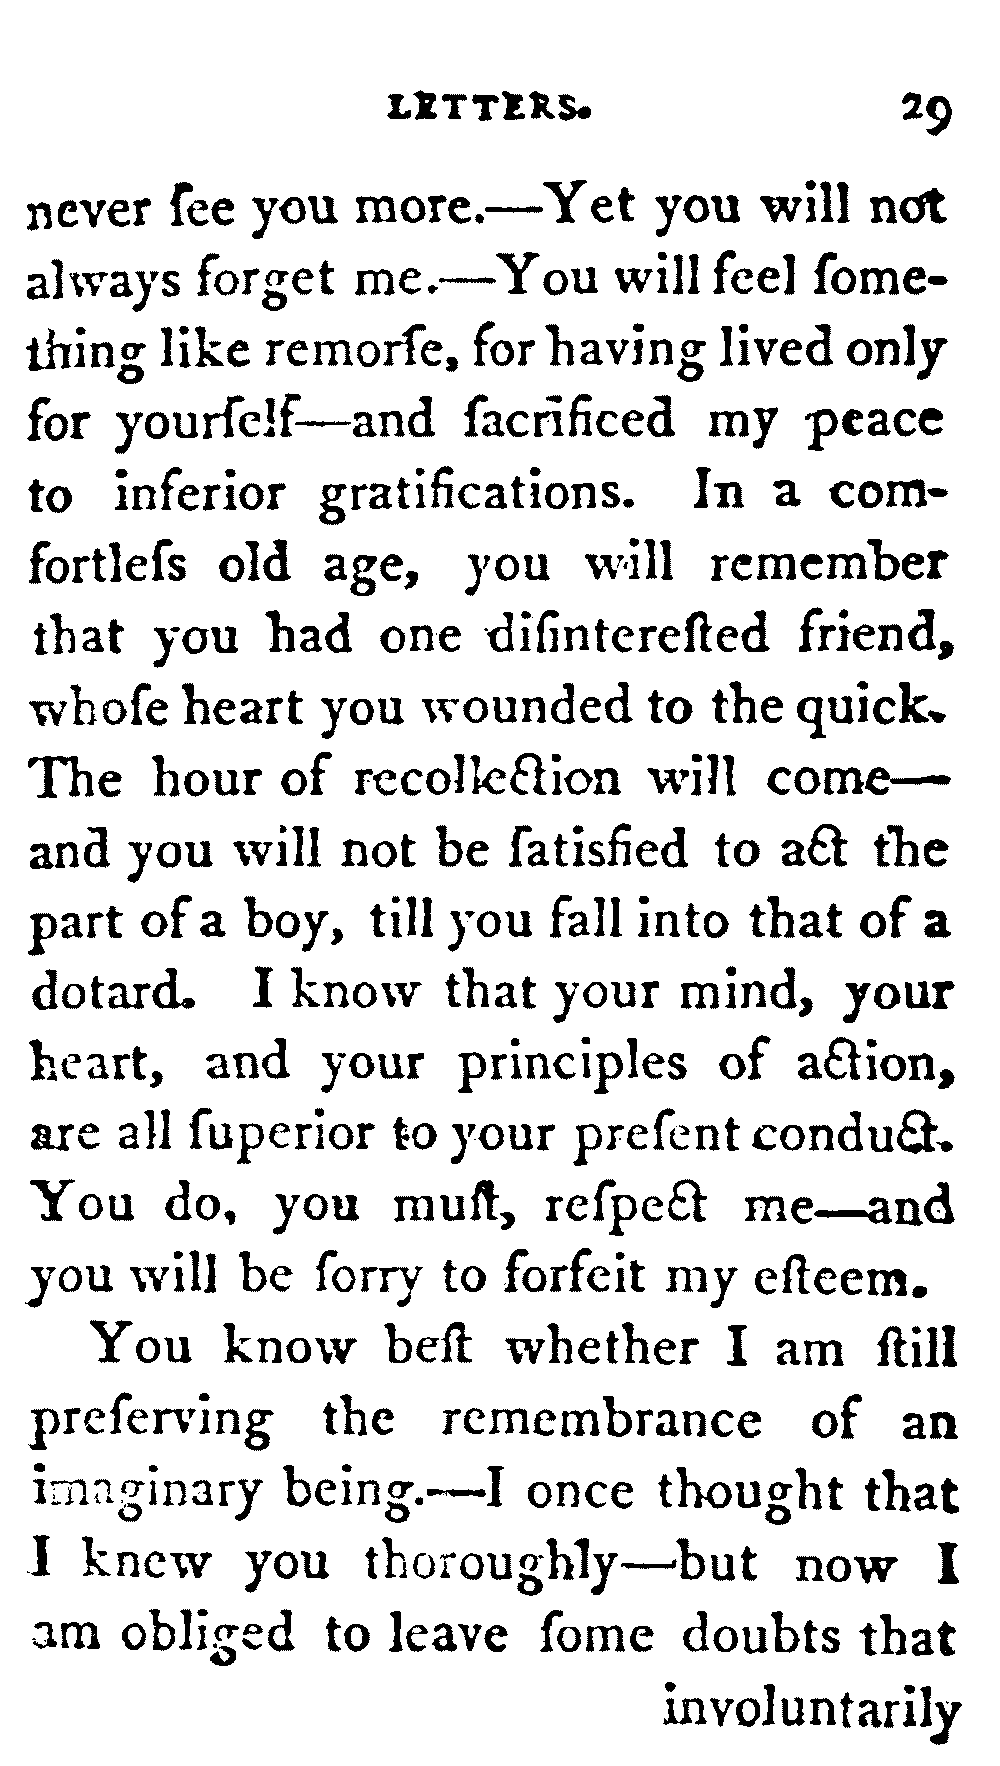 LETTERS. 29
never ſee you more.—Yet you will not
always forget me.—You will feel ſome-
thing like remorſe, for having lived only
for yourſelf—and ſacrificed my peace
to inferior gratifications. In a com-
fortleſs old age, you will remember
that you had one diſintereſted friend,
whoſe heart you wounded to the quick.
The hour of recollection will come—
and you will not be ſatisfied to act the
part of a boy, till you fall into that of a
dotard. I know that your mind, your
heart, and your principles of action,
are all ſuperior to your preſent conduct.
You do, you muſt, reſpect me—and
you will be ſorry to forfeit my eſteem.
You know beſt whether I am ſtill
preſerving the remembrance of an
imaginary being.—I once thought that
I knew you thoroughly—but now I
am obliged to leave ſome doubts that
involuntarily